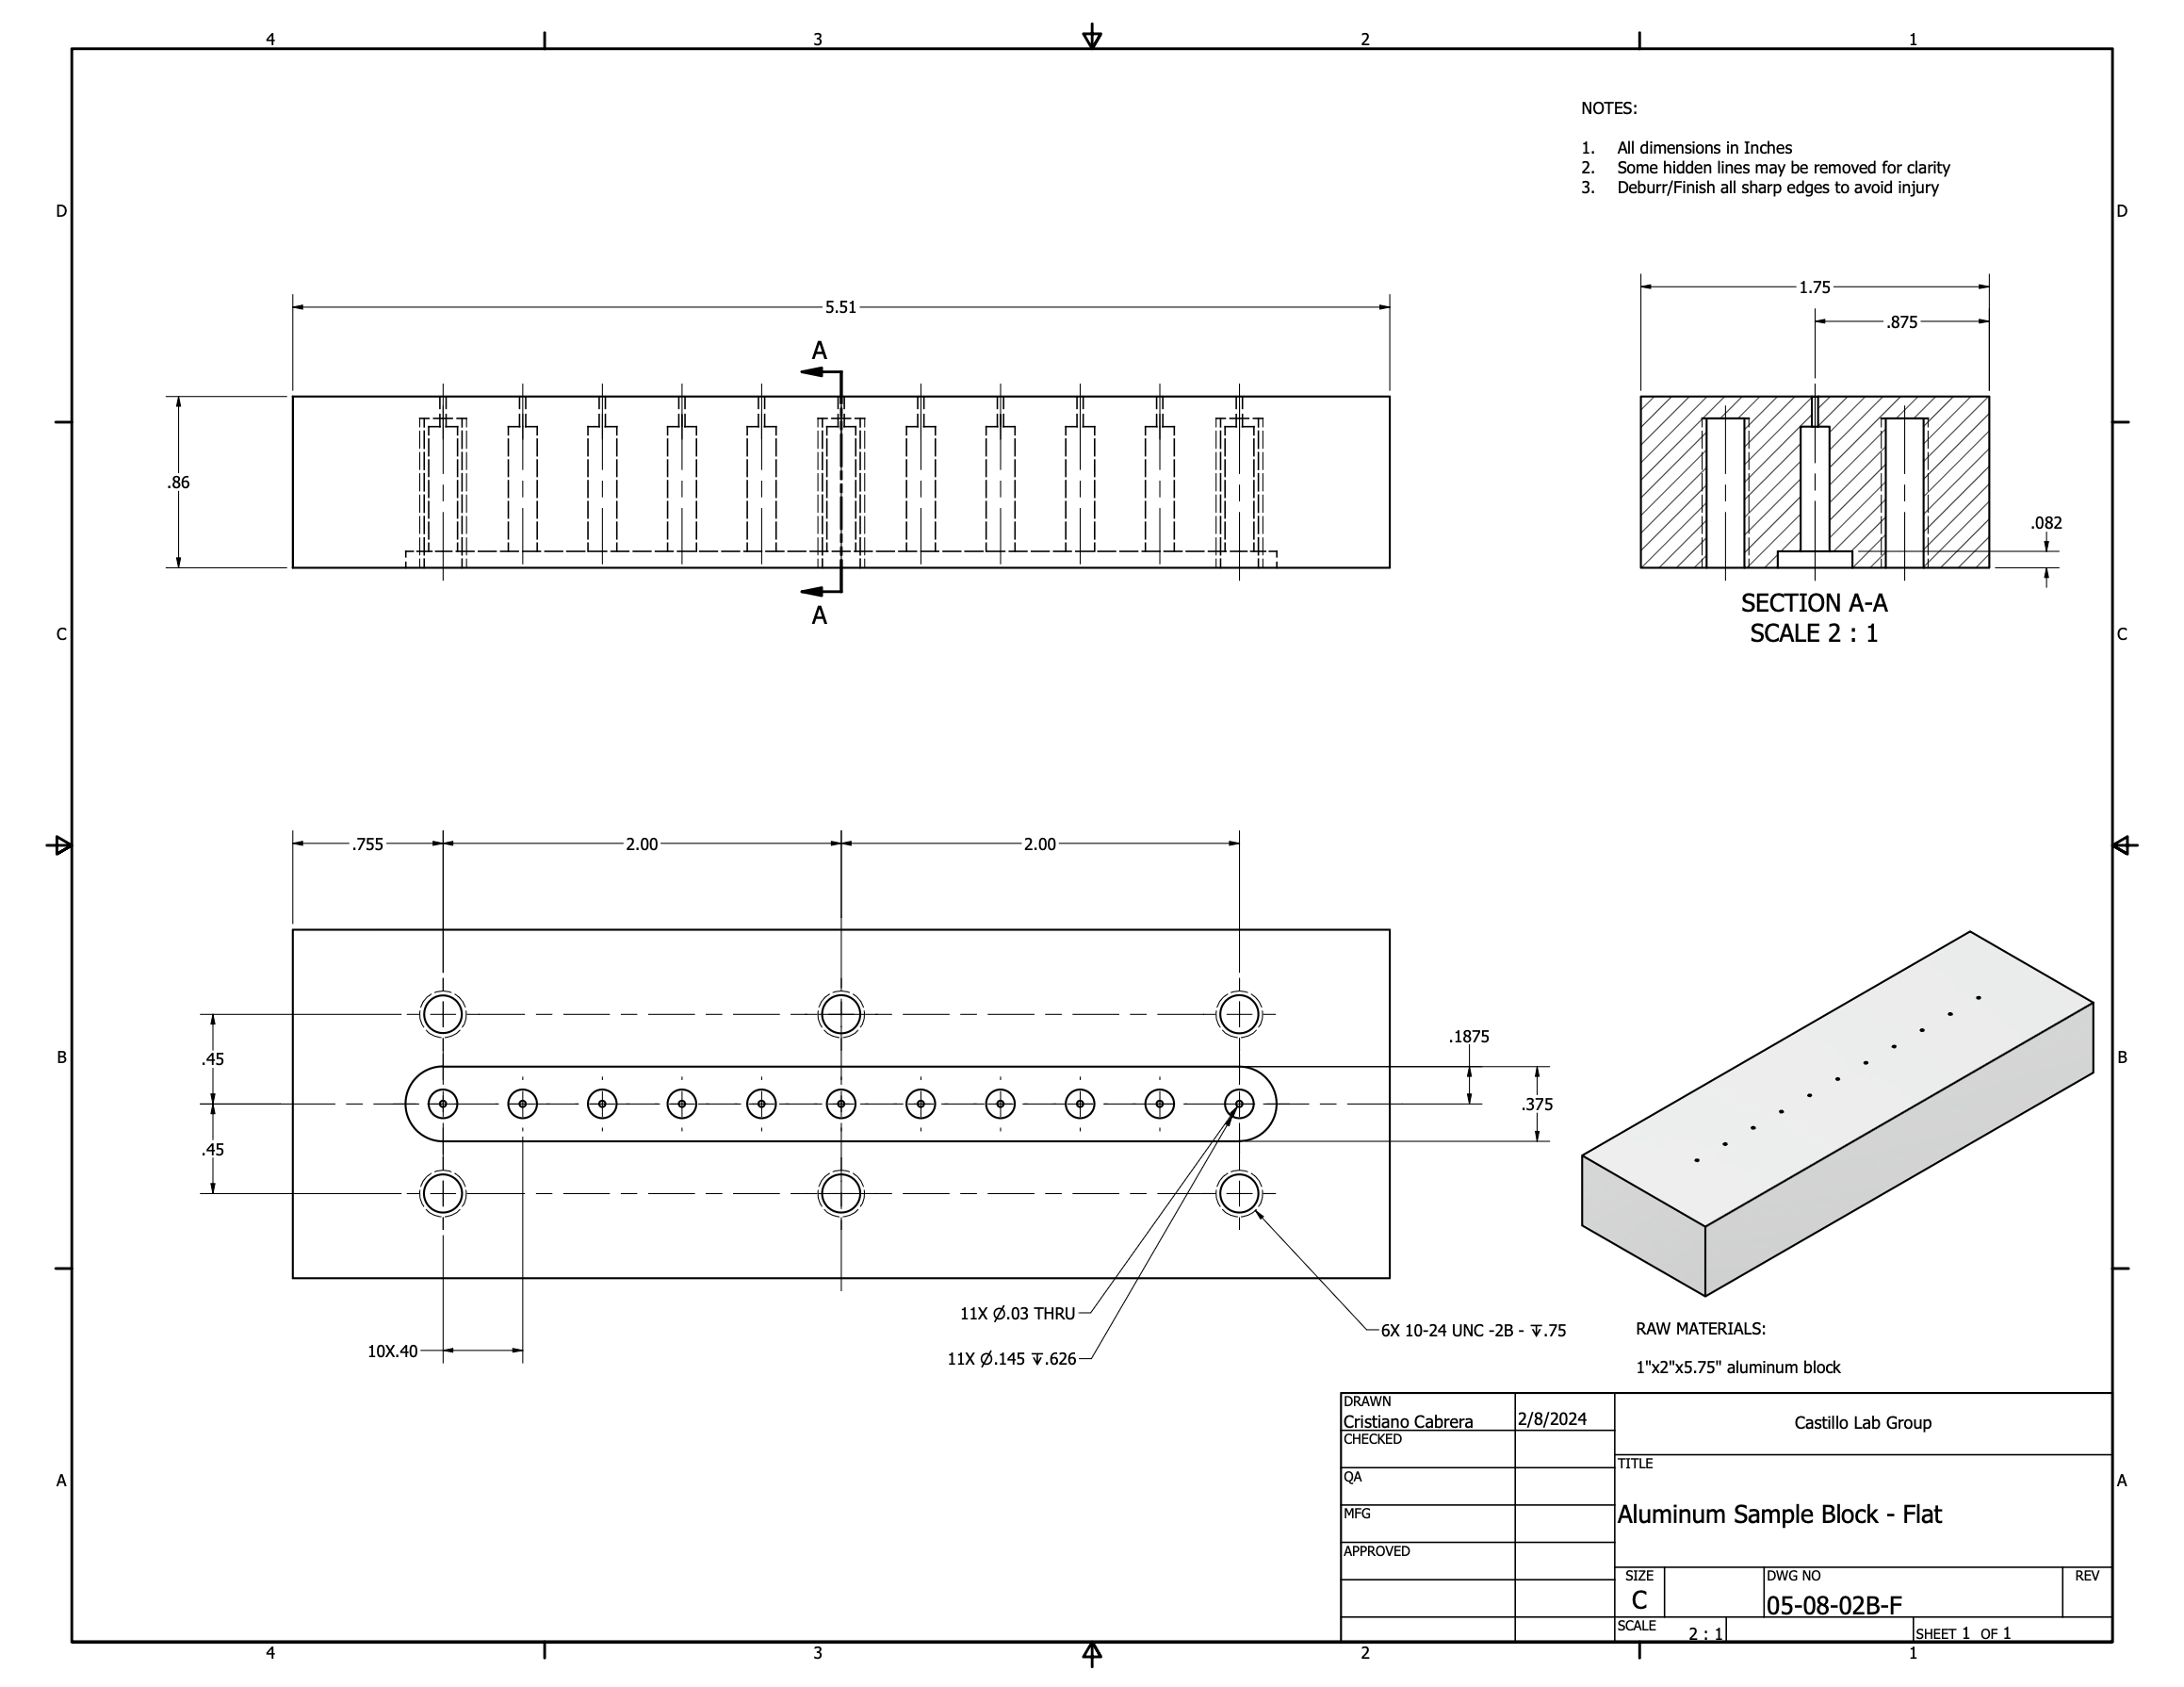 4 3 2 1
NOTES:
1. All dimensions in Inches
2. Some hidden lines may be removed for clarity
3. Deburr/Finish all sharp edges to avoid injury
D D
5.51
1.75
.875
A
.86
.082
A
SECTION A-A
SCALE 2 : 1
C C
.755 2.00 2.00
.45
.45
.1875
.375
B B
11X Ø.03 THRU
11X Ø.145 ↧.626
10X.40
6X 10-24 UNC -2B - ↧.75
RAW MATERIALS:
1"x2"x5.75" aluminum block
A A
DRAWN
Cristiano Cabrera 2/8/2024
CHECKED
QA
MFG
APPROVED
Castillo Lab Group
TITLE
Aluminum Sample Block - Flat
SIZE
C
DWG NO
05-08-02B-F
REV
SCALE 2 : 1
SHEET 1 OF 1
4 3 2 1